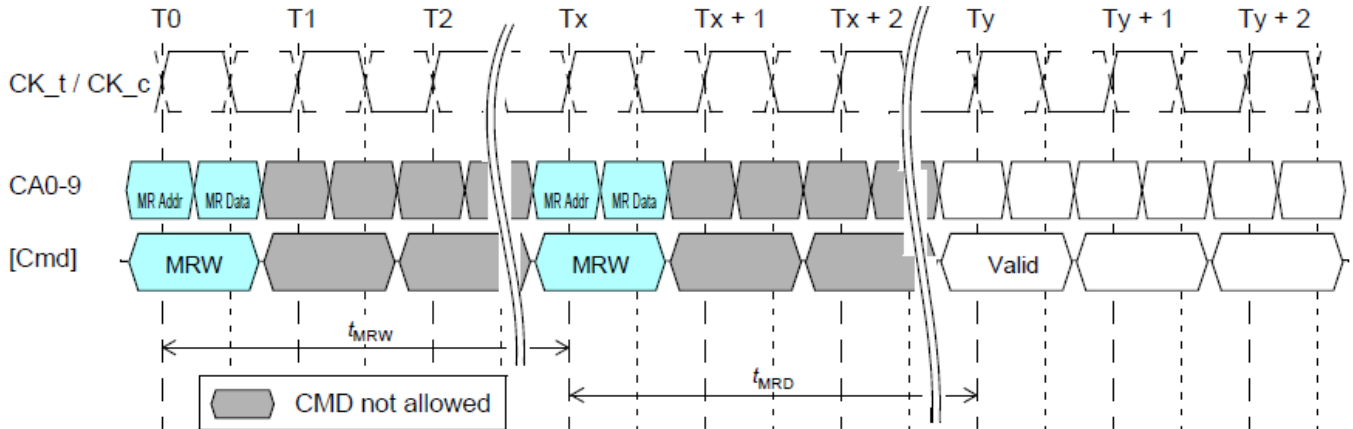 T0 T1 T2 Tx Tx + 1 Tx + 2 Ty Ty + 1 Ty + 2
CK_t / CK_c
CA0-9 MR Addr MR Data MR Addr MR Data
[Cmd] MRW MRW Valid
tMRW
tMRD
CMD not allowed